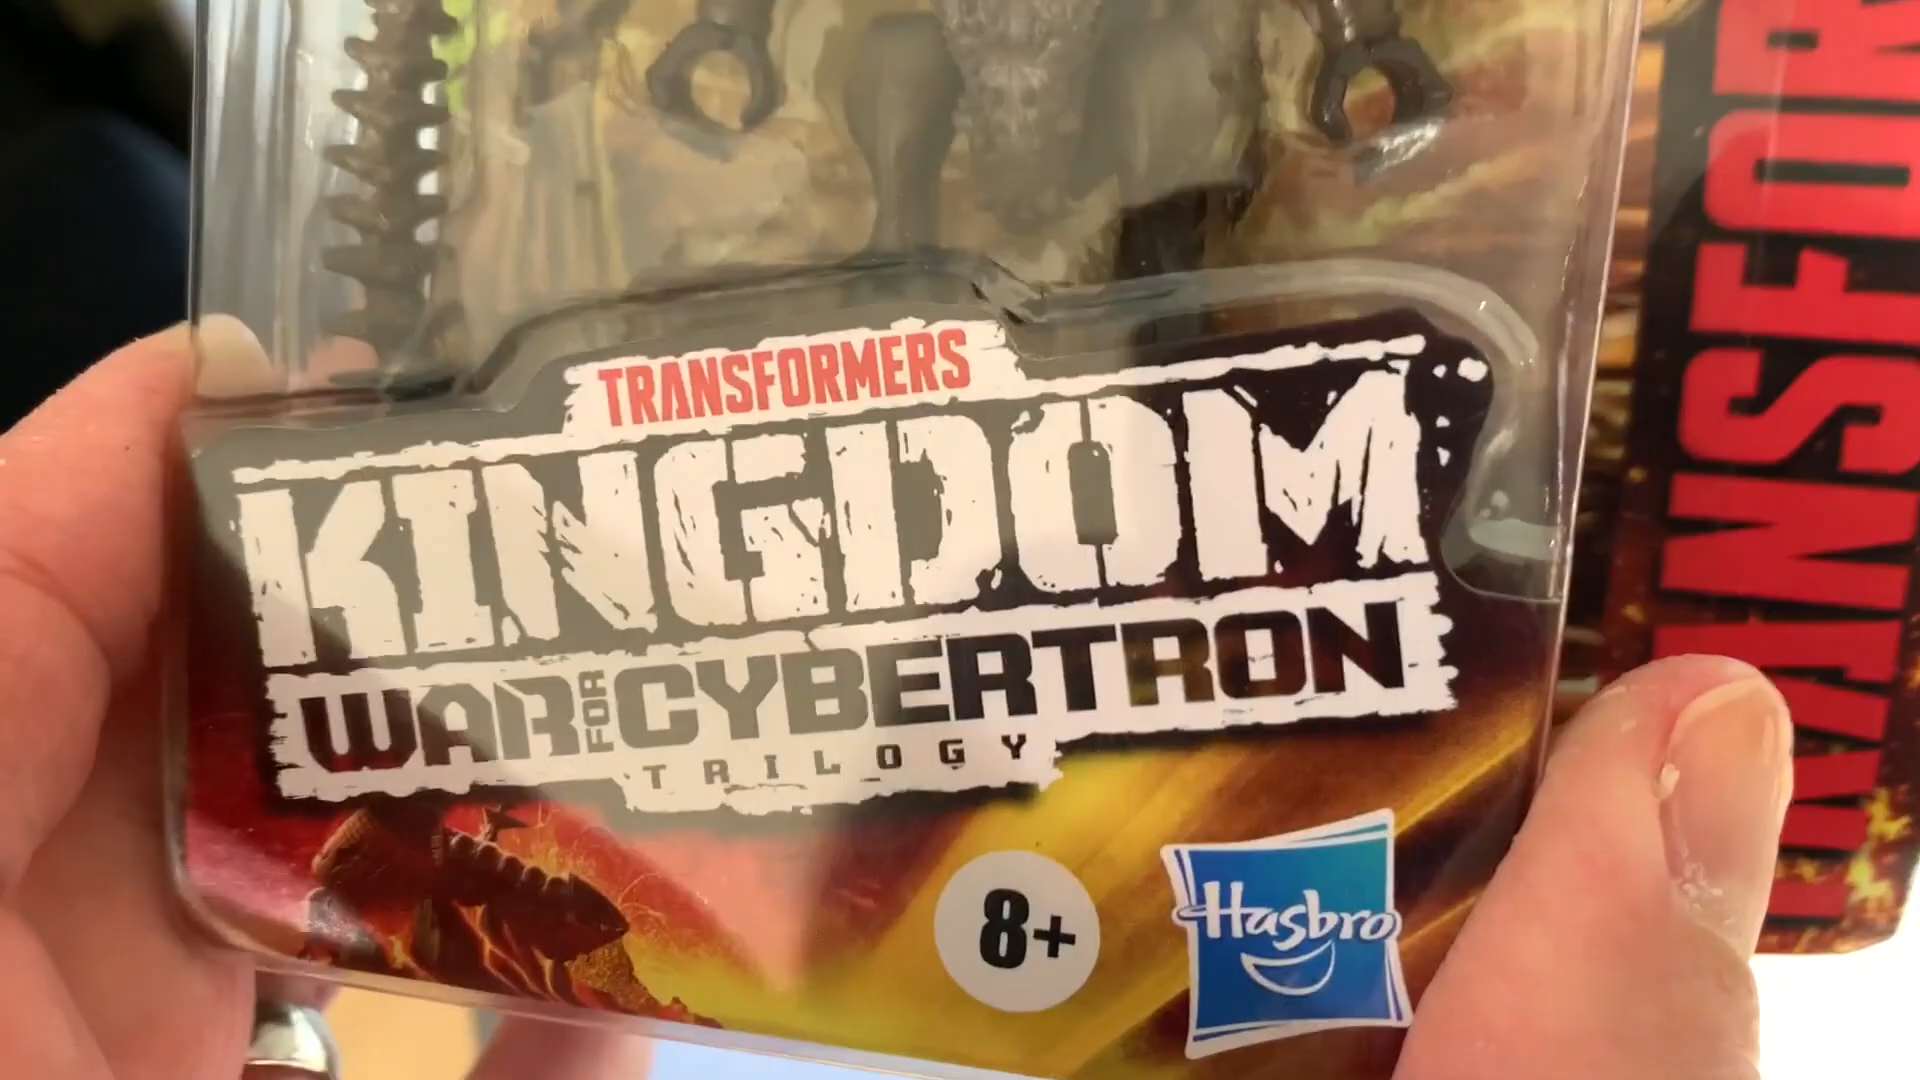 TRANSFORMERS
KINGDOM
WAR FOR CYBERTRON
TRILOGY
8+
Hasbro